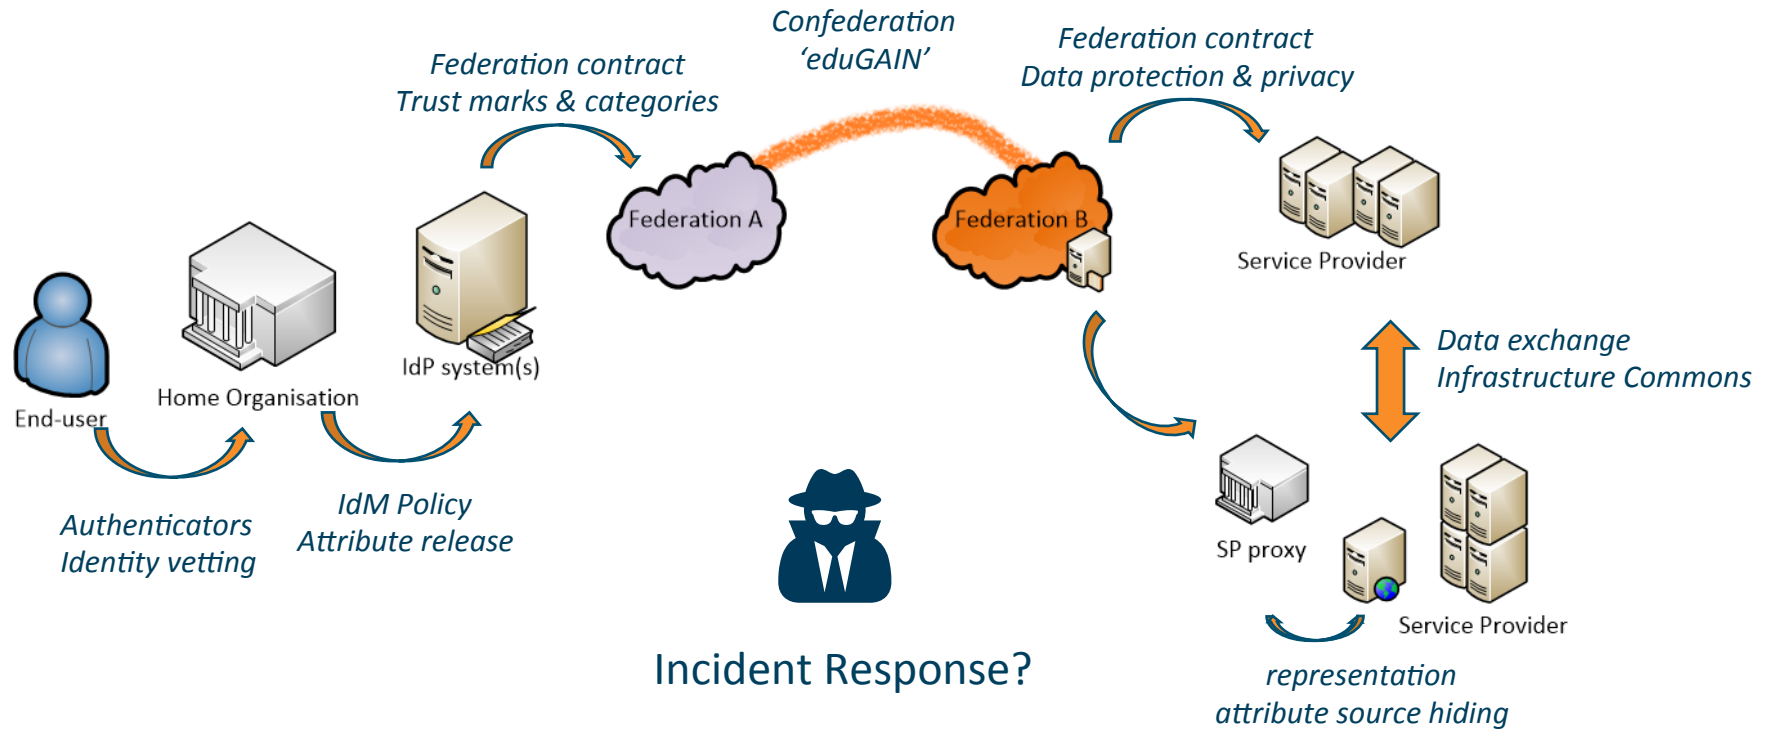 Confederation
‘eduGAIN’
Federation contract
Trust marks & categories
Federation contract
Data protection & privacy
Federation A
Federation B
Service Provider
End-user
Home Organisation
IdP system(s)
Data exchange
Infrastructure Commons
Authenticators
Identity vetting
IdM Policy
Attribute release
SP proxy
Service Provider
Incident Response?
representation
attribute source hiding